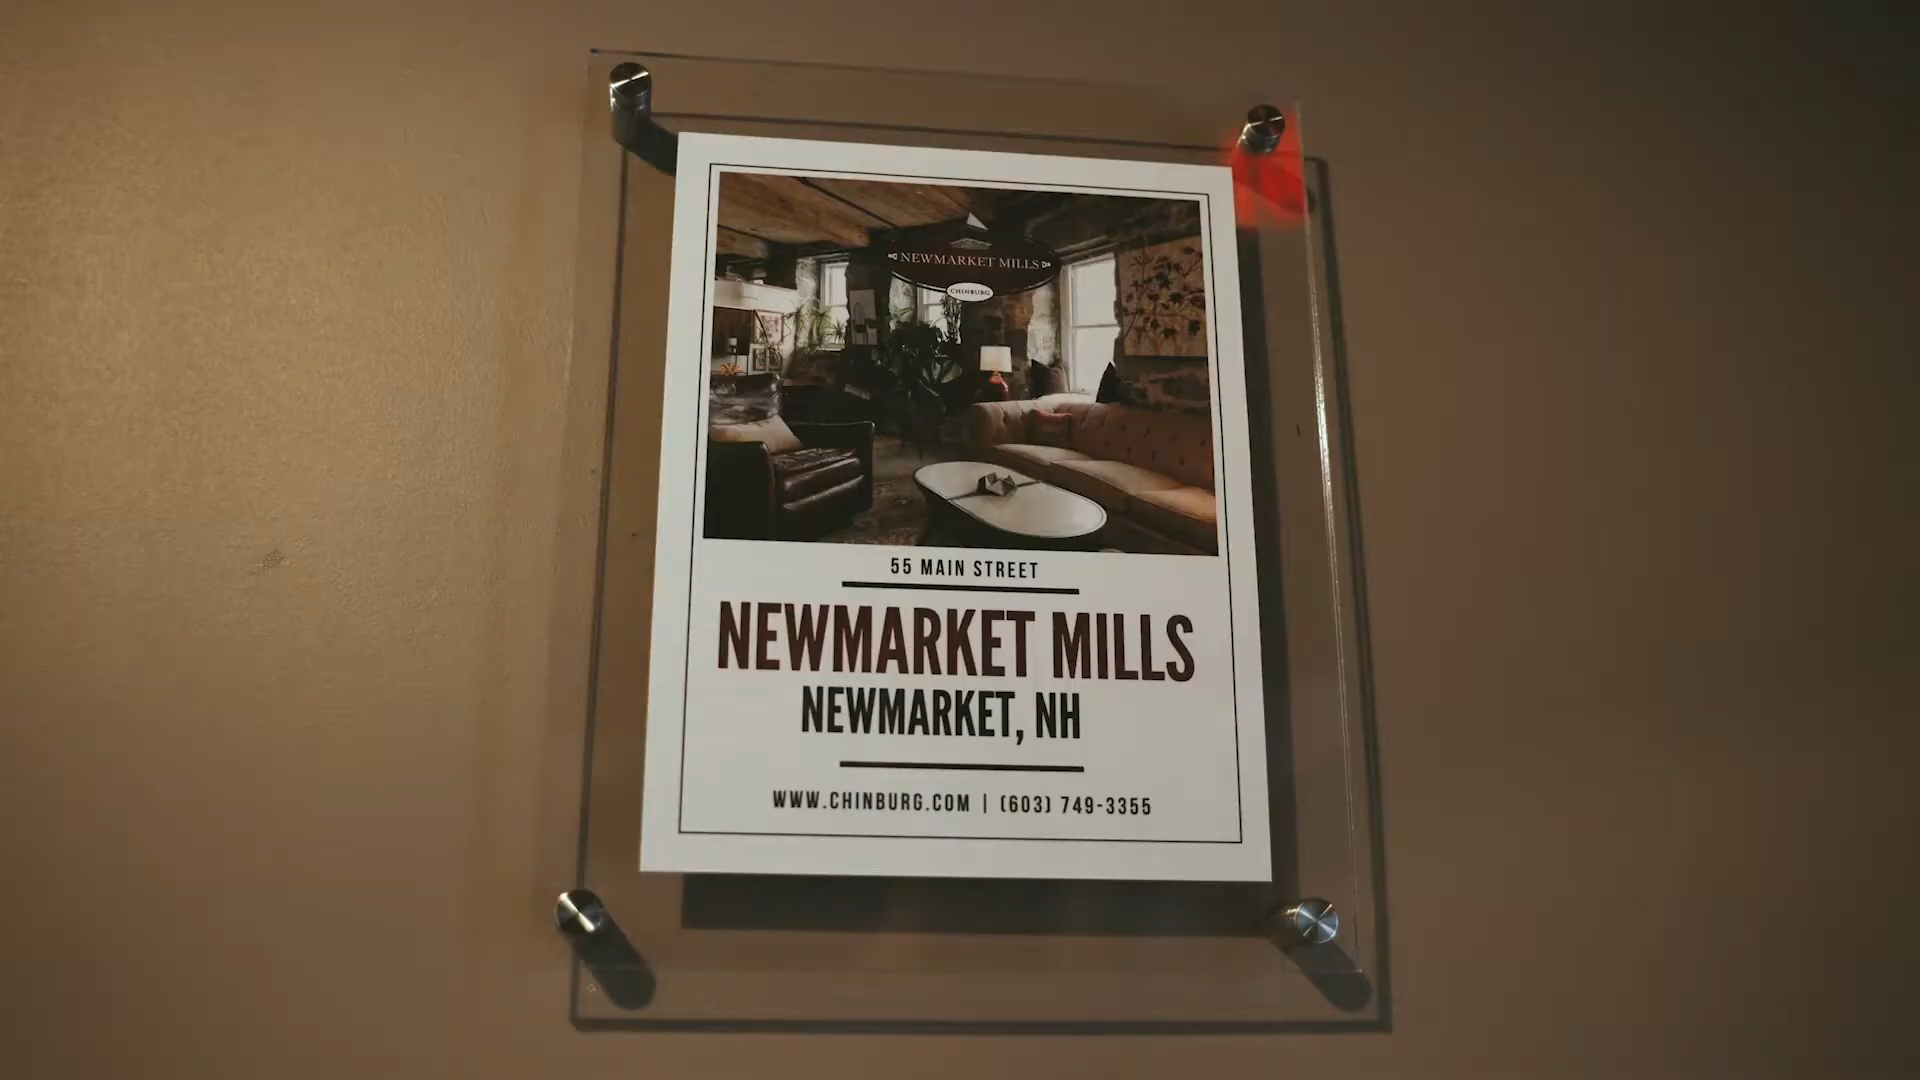 NEWMARKET MILLS
CHINBURG
55 MAIN STREET
NEWMARKET MILLS
NEWMARKET, NH
WWW.CHINBURG.COM | (603) 749-3355